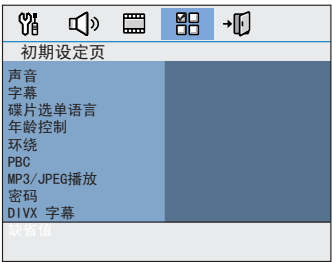 初期设定页
声音
字幕
碟片选单语言
年龄控制
环绕
PBC
MP3/JPEG播放
密码
DIVX 字幕
缺省值